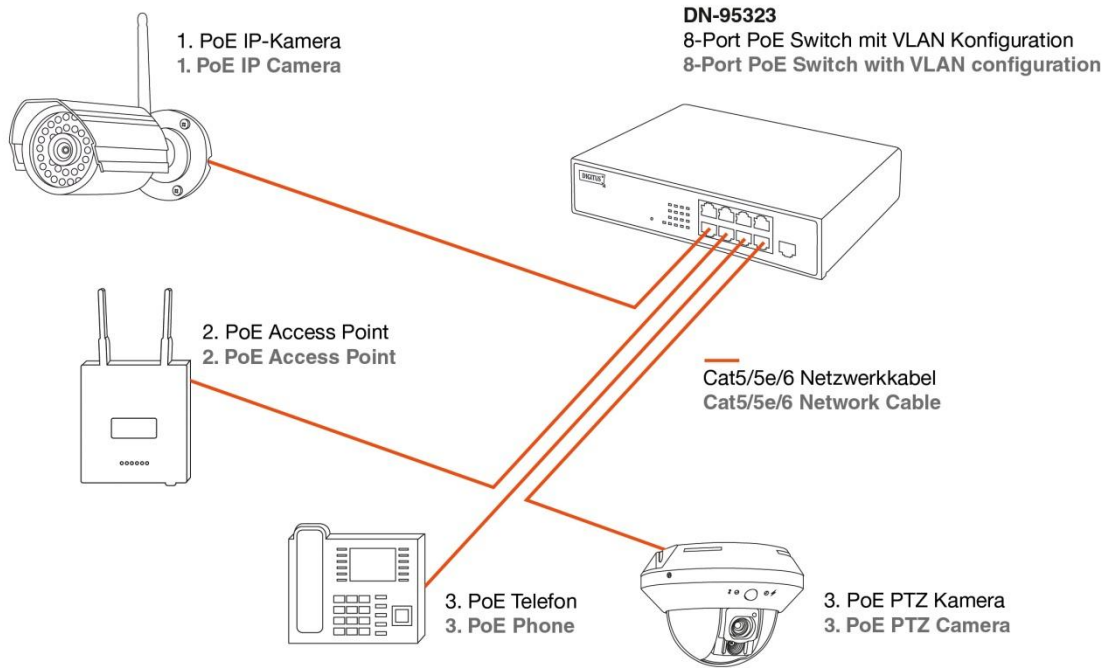 DN-95323
8-Port PoE Switch mit VLAN Konfiguration
8-Port PoE Switch with VLAN configuration
1. PoE IP-Kamera
1. PoE IP Camera
DIGITUS
2. PoE Access Point
2. PoE Access Point
Cat5/5e/6 Netzwerkkabel
Cat5/5e/6 Network Cable
3. PoE Telefon
3. PoE Phone
3. PoE PTZ Kamera
3. PoE PTZ Camera